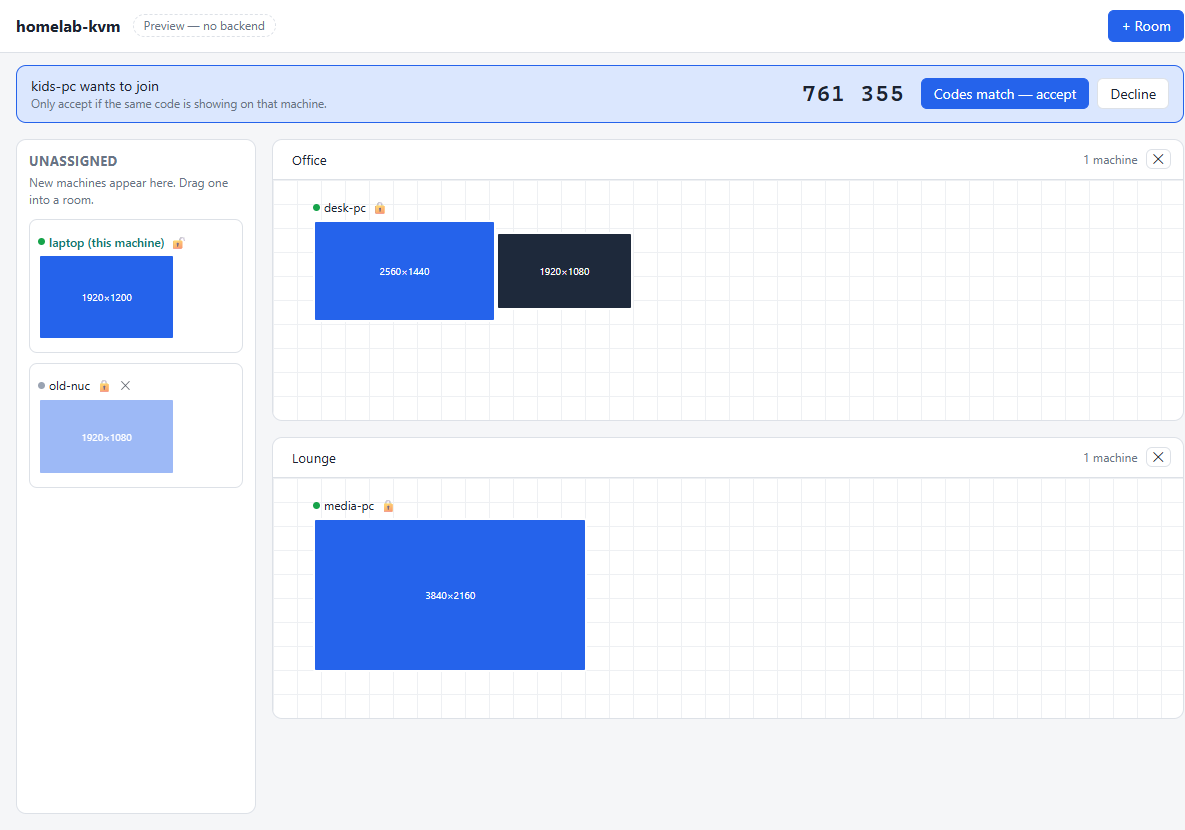 homelab-kvm
Preview — no backend
+ Room
kids-pc wants to join
Only accept if the same code is showing on that machine.
761 355
Codes match — accept
Decline
UNASSIGNED
New machines appear here. Drag one
into a room.
laptop (this machine)
1920×1200
old-nuc
1920×1080
Office
1 machine
desk-pc
2560×1440
1920×1080
Lounge
1 machine
media-pc
3840×2160